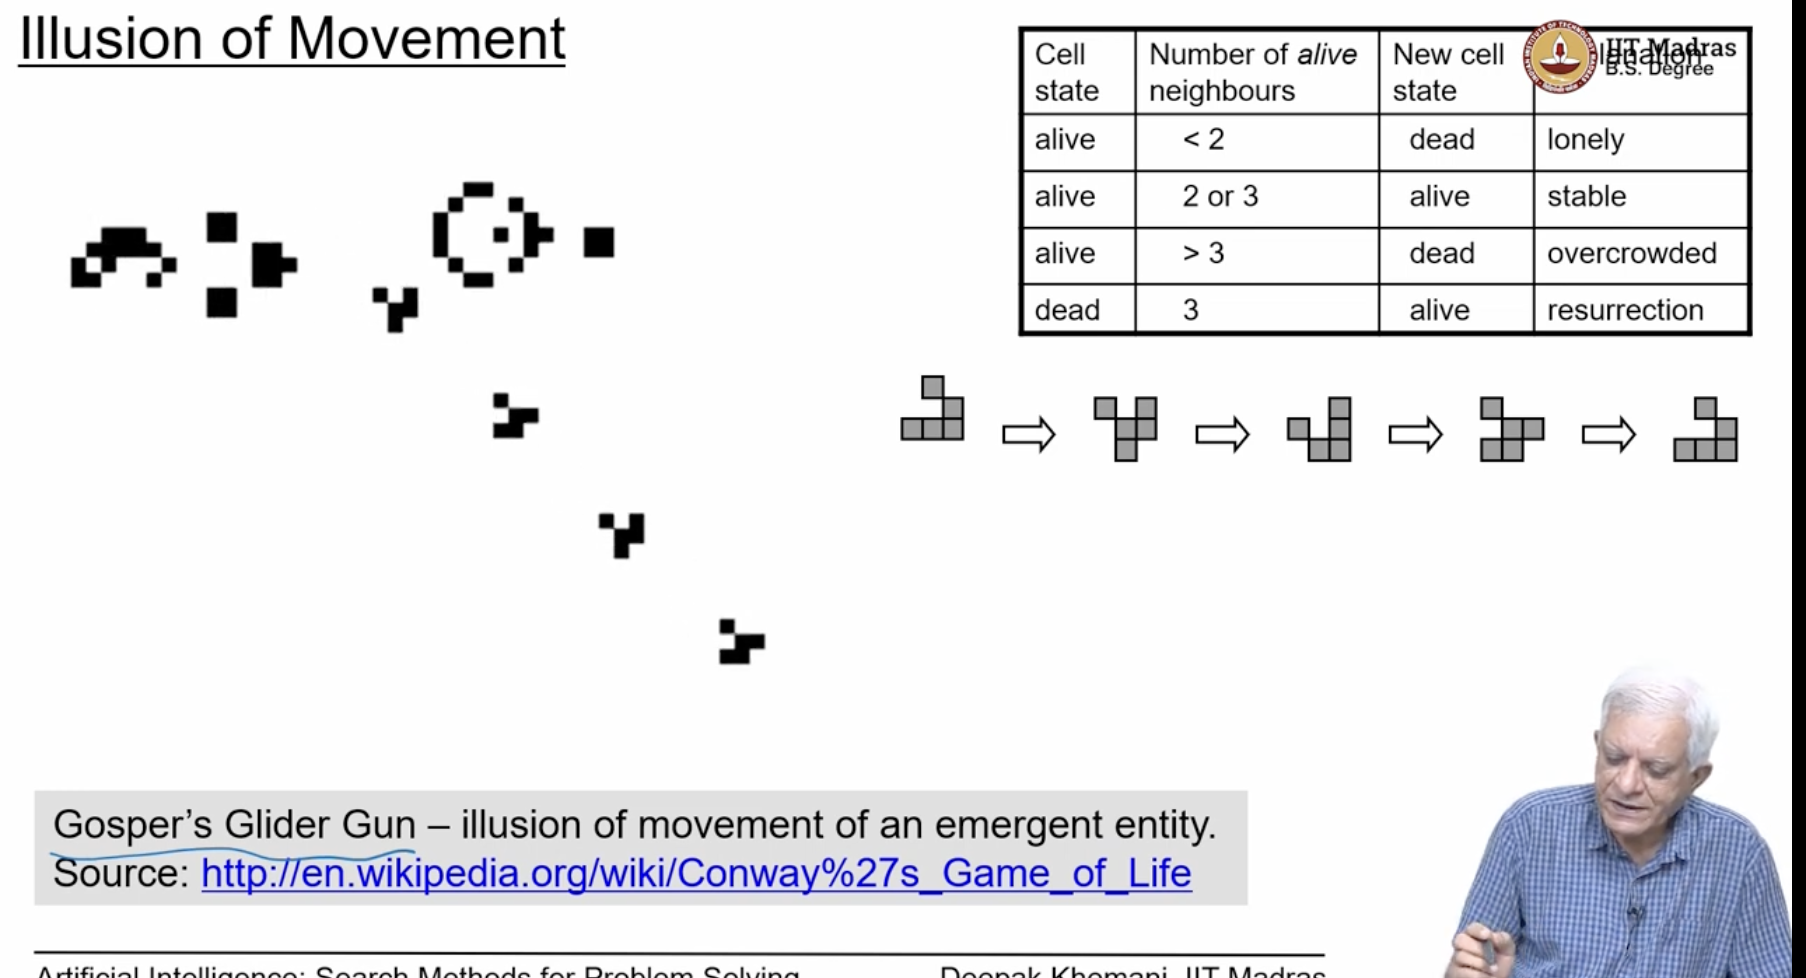 Illusion of Movement
Cell state
Number of alive neighbours
New cell state
IIT Madras
B.S. Degree
alive < 2 dead lonely
alive 2 or 3 alive stable
alive > 3 dead overcrowded
dead 3 alive resurrection
Gosper's Glider Gun – illusion of movement of an emergent entity.
Source: http://en.wikipedia.org/wiki/Conway%27s_Game_of_Life
Artificial Intelligence: Search Methods for Problem Solving
Deepak Khemani, IIT Madras